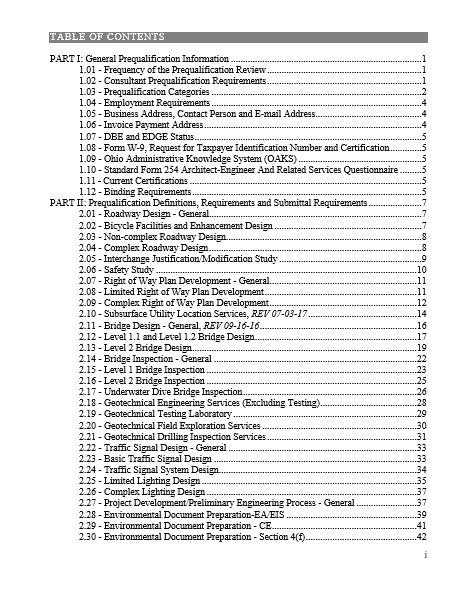 TABLE OF CONTENTS
PART I: General Prequalification Information ... 1
1.01 - Frequency of the Prequalification Review ... 1
1.02 - Consultant Prequalification Requirements ... 1
1.03 - Prequalification Categories ... 2
1.04 - Employment Requirements ... 4
1.05 - Business Address, Contact Person and E-mail Address ... 4
1.06 - Invoice Payment Address ... 4
1.07 - DBE and EDGE Status ... 5
1.08 - Form W-9, Request for Taxpayer Identification Number and Certification ... 5
1.09 - Ohio Administrative Knowledge System (OAKS) ... 5
1.10 - Standard Form 254 Architect-Engineer And Related Services Questionnaire ... 5
1.11 - Current Certifications ... 5
1.12 - Binding Requirements ... 5
PART II: Prequalification Definitions, Requirements and Submittal Requirements ... 7
2.01 - Roadway Design - General ... 7
2.02 - Bicycle Facilities and Enhancement Design ... 7
2.03 - Non-complex Roadway Design ... 8
2.04 - Complex Roadway Design ... 8
2.05 - Interchange Justification/Modification Study ... 9
2.06 - Safety Study ... 10
2.07 - Right of Way Plan Development - General ... 11
2.08 - Limited Right of Way Plan Development ... 11
2.09 - Complex Right of Way Plan Development ... 12
2.10 - Subsurface Utility Location Services, REV 07-03-17 ... 14
2.11 - Bridge Design - General, REV 09-16-16 ... 16
2.12 - Level 1.1 and Level 1.2 Bridge Design ... 17
2.13 - Level 2 Bridge Design ... 19
2.14 - Bridge Inspection - General ... 22
2.15 - Level 1 Bridge Inspection ... 23
2.16 - Level 2 Bridge Inspection ... 25
2.17 - Underwater Dive Bridge Inspection ... 26
2.18 - Geotechnical Engineering Services (Excluding Testing) ... 28
2.19 - Geotechnical Testing Laboratory ... 29
2.20 - Geotechnical Field Exploration Services ... 30
2.21 - Geotechnical Drilling Inspection Services ... 31
2.22 - Traffic Signal Design - General ... 33
2.23 - Basic Traffic Signal Design ... 33
2.24 - Traffic Signal System Design ... 34
2.25 - Limited Lighting Design ... 35
2.26 - Complex Lighting Design ... 37
2.27 - Project Development/Preliminary Engineering Process - General ... 37
2.28 - Environmental Document Preparation-EA/EIS ... 39
2.29 - Environmental Document Preparation - CE ... 41
2.30 - Environmental Document Preparation - Section 4(f) ... 42
i